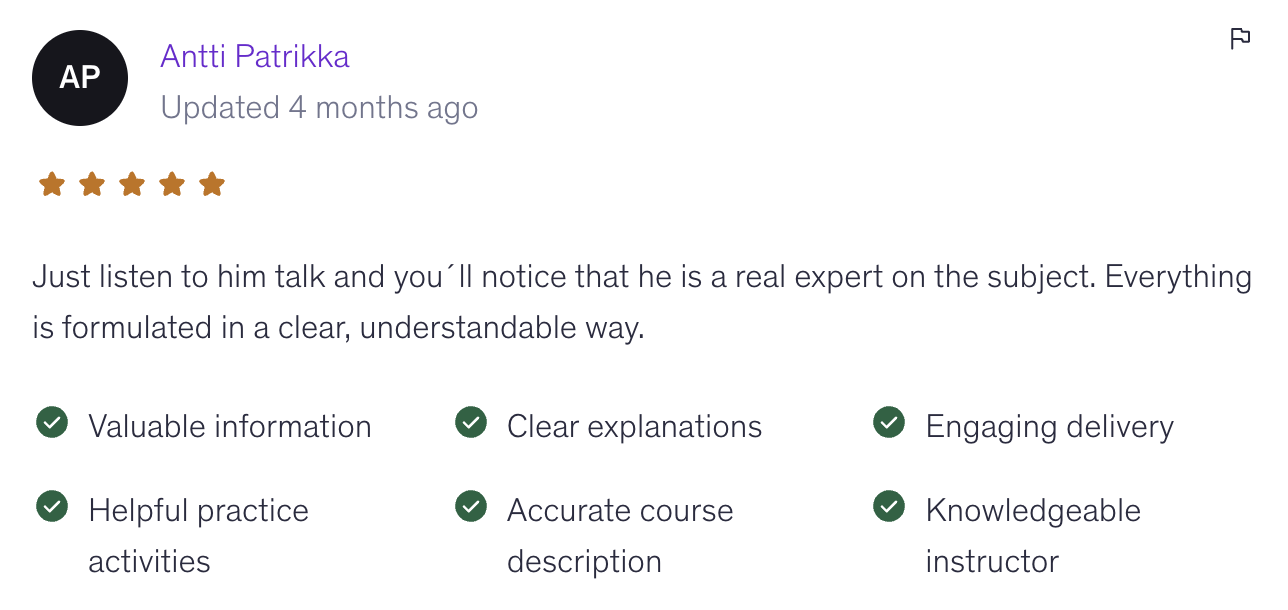 AP
Antti Patrikka
Updated 4 months ago
Just listen to him talk and you´ll notice that he is a real expert on the subject. Everything
is formulated in a clear, understandable way.
Valuable information
Clear explanations
Engaging delivery
Helpful practice
activities
Accurate course
description
Knowledgeable
instructor